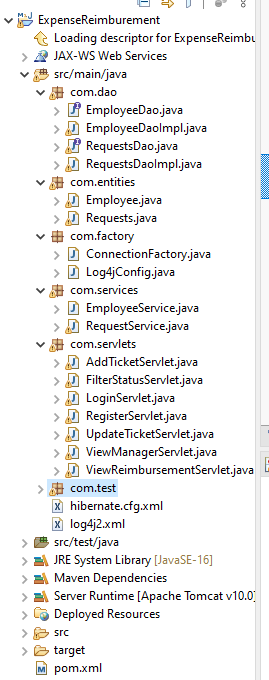 ExpenseReimburement
Loading descriptor for ExpenseReimbu
JAX-WS Web Services
src/main/java
com.dao
EmployeeDao.java
EmployeeDaoImpl.java
RequestsDao.java
RequestsDaoImpl.java
com.entities
Employee.java
Requests.java
com.factory
ConnectionFactory.java
Log4jConfig.java
com.services
EmployeeService.java
RequestService.java
com.servlets
AddTicketServlet.java
FilterStatusServlet.java
LoginServlet.java
RegisterServlet.java
UpdateTicketServlet.java
ViewManagerServlet.java
ViewReimbursementServlet.java
com.test
hibernate.cfg.xml
log4j2.xml
src/test/java
JRE System Library [JavaSE-16]
Maven Dependencies
Server Runtime [Apache Tomcat v10.0]
Deployed Resources
src
target
pom.xml